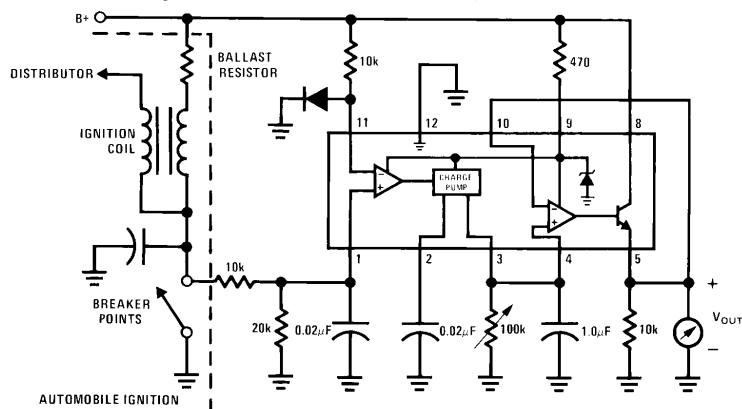 B+
BALLAST
RESISTOR
DISTRIBUTOR
IGNITION
COIL
10k
470
11
12
10
9
8
CHARGE
PUMP
1
2
3
4
5
10k
BREAKER
POINTS
20k
0.02µF
0.02µF
100k
1.0µF
10k
+
VOUT
−
AUTOMOBILE IGNITION
−
+
−
+